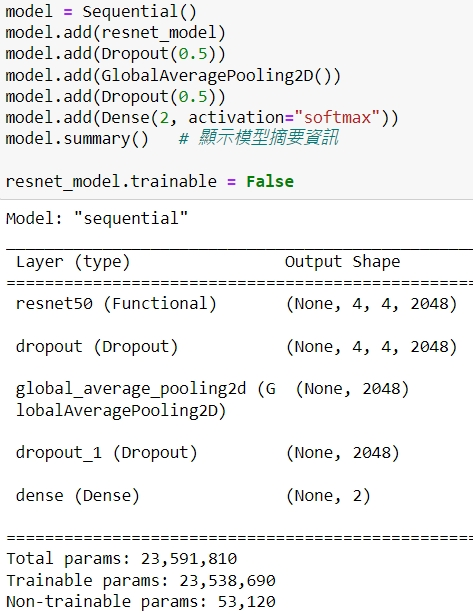 model = Sequential()
model.add(resnet_model)
model.add(Dropout(0.5))
model.add(GlobalAveragePooling2D())
model.add(Dropout(0.5))
model.add(Dense(2, activation="softmax"))
model.summary()   # 顯示模型摘要資訊
resnet_model.trainable = False
Model: "sequential"
_________________________________________________
Layer (type)                Output Shape
=================================================
resnet50 (Functional)       (None, 4, 4, 2048)
dropout (Dropout)           (None, 4, 4, 2048)
global_average_pooling2d (G  (None, 2048)
lobalAveragePooling2D)
dropout_1 (Dropout)         (None, 2048)
dense (Dense)               (None, 2)
=================================================
Total params: 23,591,810
Trainable params: 23,538,690
Non-trainable params: 53,120